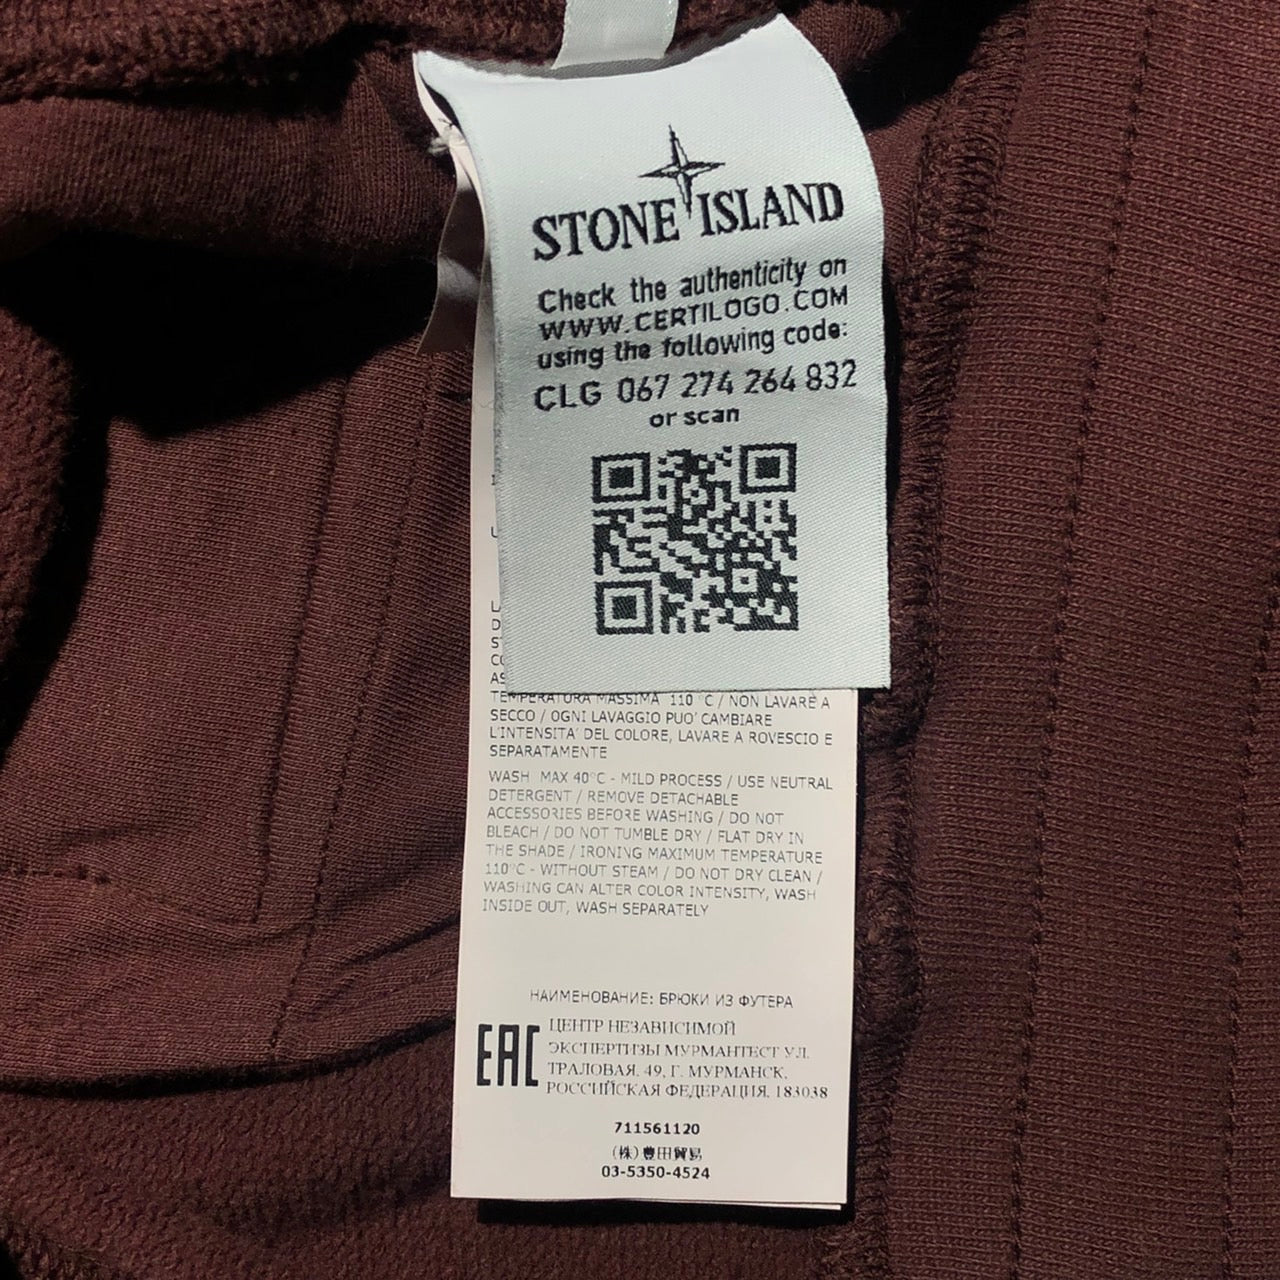 STONE ISLAND
Check the authenticity on
WWW.CERTILOGO.COM
using the following code:
CLG 067 274 264 832
or scan
TEMPERATURA MASSIMA 110°C / NON LAVARE A
SECCO / OGNI LAVAGGIO PUO' CAMBIARE
L'INTENSITA' DEL COLORE, LAVARE A ROVESCIO E
SEPARATAMENTE
WASH MAX 40°C - MILD PROCESS / USE NEUTRAL
DETERGENT / REMOVE DETACHABLE
ACCESSORIES BEFORE WASHING / DO NOT
BLEACH / DO NOT TUMBLE DRY / FLAT DRY IN
THE SHADE / IRONING MAXIMUM TEMPERATURE
110°C - WITHOUT STEAM / DO NOT DRY CLEAN /
WASHING CAN ALTER COLOR INTENSITY, WASH
INSIDE OUT, WASH SEPARATELY
НАИМЕНОВАНИЕ: БРЮКИ ИЗ ФУТЕРА
EAC
ЦЕНТР НЕЗАВИСИМОЙ
ЭКСПЕРТИЗЫ МУРМАНТЕСТ УЛ.
ТРАЛОВАЯ, 49, Г. МУРМАНСК,
РОССИЙСКАЯ ФЕДЕРАЦИЯ, 183038
711561120
(株)豊田貿易
03-5350-4524